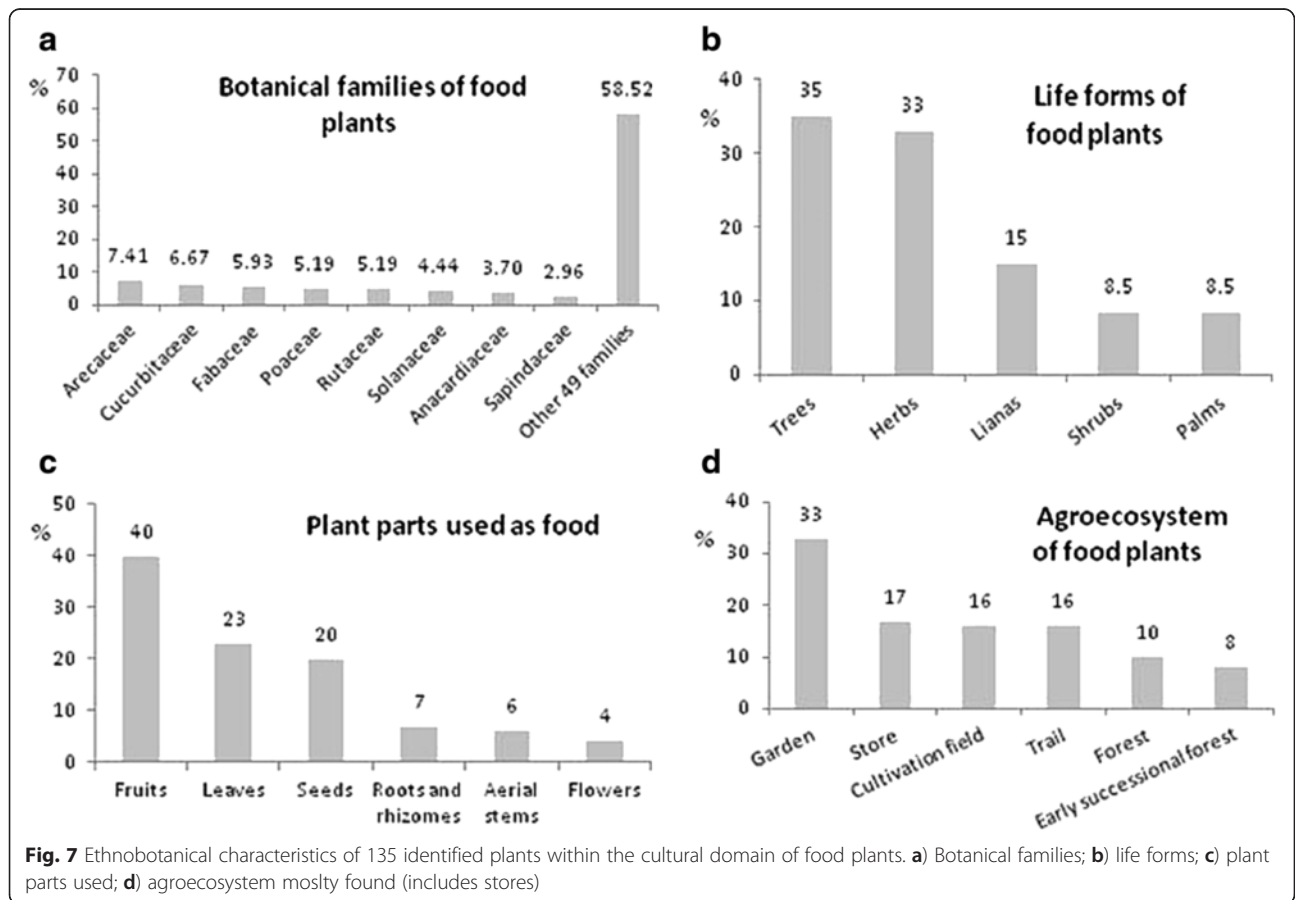 a
%
70
60
50
40
30
20
10
0
Botanical families of food
plants
7.41
6.67
5.93
5.19
5.19
4.44
3.70
2.96
58.52
Arecaceae
Cucurbitaceae
Fabaceae
Poaceae
Rutaceae
Solanaceae
Anacardiaceae
Sapindaceae
Other 49 families
b
%
40
30
20
10
0
Life forms of
food plants
35
33
15
8.5
8.5
Trees
Herbs
Lianas
Shrubs
Palms
c
%
50
40
30
20
10
0
Plant parts used as food
40
23
20
7
6
4
Fruits
Leaves
Seeds
Roots and
rhizomes
Aerial
stems
Flowers
d
%
40
30
20
10
0
Agroecosystem
of food plants
33
17
16
16
10
8
Garden
Store
Cultivation field
Trail
Forest
Early successional forest
Fig. 7 Ethnobotanical characteristics of 135 identified plants within the cultural domain of food plants. a) Botanical families; b) life forms; c) plant
parts used; d) agroecosystem moslty found (includes stores)